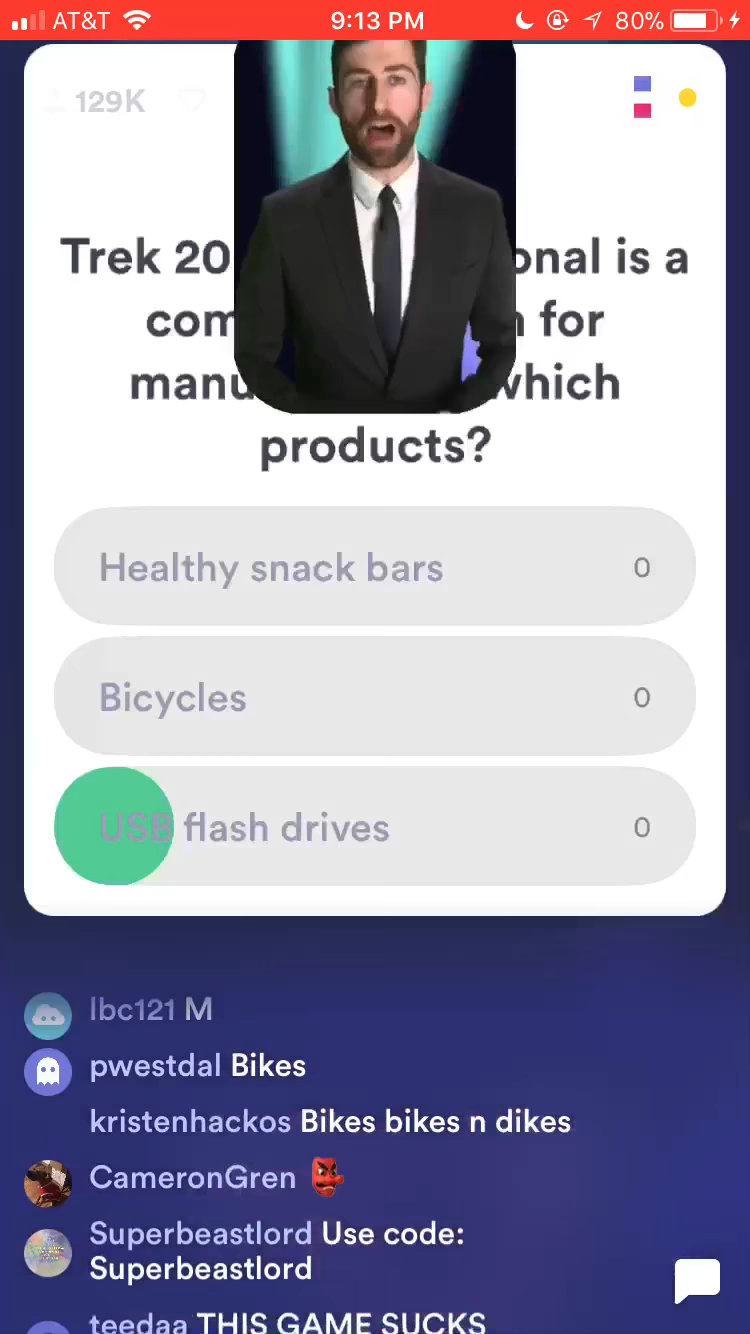 AT&T 9:13 PM 80%
129K
Trek 20 onal is a
com for
manu which
products?
Healthy snack bars 0
Bicycles 0
USB flash drives 0
lbc121 M
pwestdal Bikes
kristenhackos Bikes bikes n dikes
CameronGren
Superbeastlord Use code:
Superbeastlord
teedaa THIS GAME SUCKS